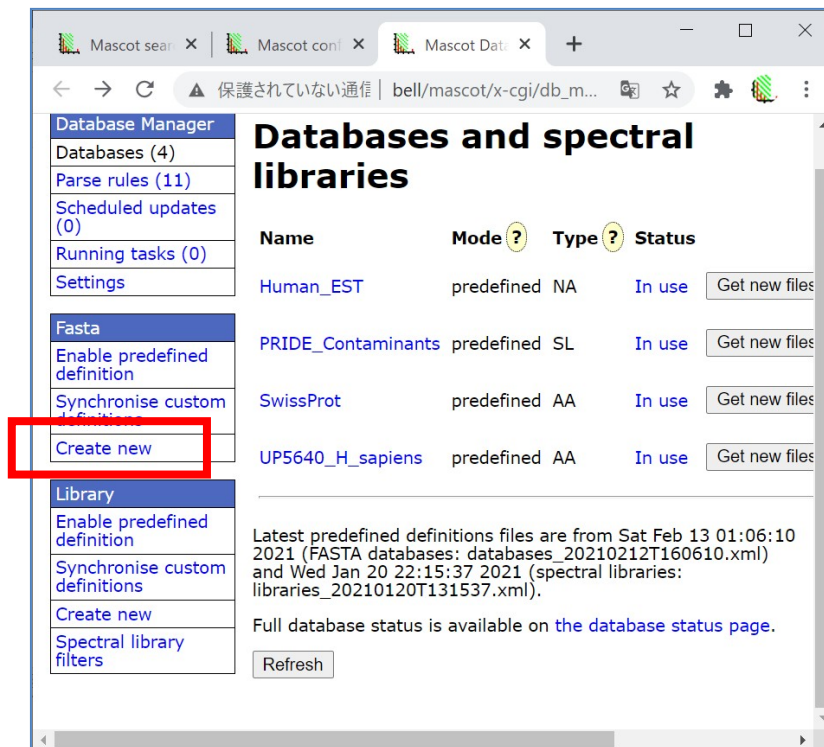 Mascot sear
Mascot conf
Mascot Data
保護されていない通信 | bell/mascot/x-cgi/db_m...
Database Manager
Databases (4)
Parse rules (11)
Scheduled updates
(0)
Running tasks (0)
Settings
Fasta
Enable predefined
definition
Synchronise custom
definitions
Create new
Library
Enable predefined
definition
Synchronise custom
definitions
Create new
Spectral library
filters
Databases and spectral
libraries
Name Mode ? Type ? Status
Human_EST predefined NA In use Get new files
PRIDE_Contaminants predefined SL In use Get new files
SwissProt predefined AA In use Get new files
UP5640_H_sapiens predefined AA In use Get new files
Latest predefined definitions files are from Sat Feb 13 01:06:10
2021 (FASTA databases: databases_20210212T160610.xml)
and Wed Jan 20 22:15:37 2021 (spectral libraries:
libraries_20210120T131537.xml).
Full database status is available on the database status page.
Refresh